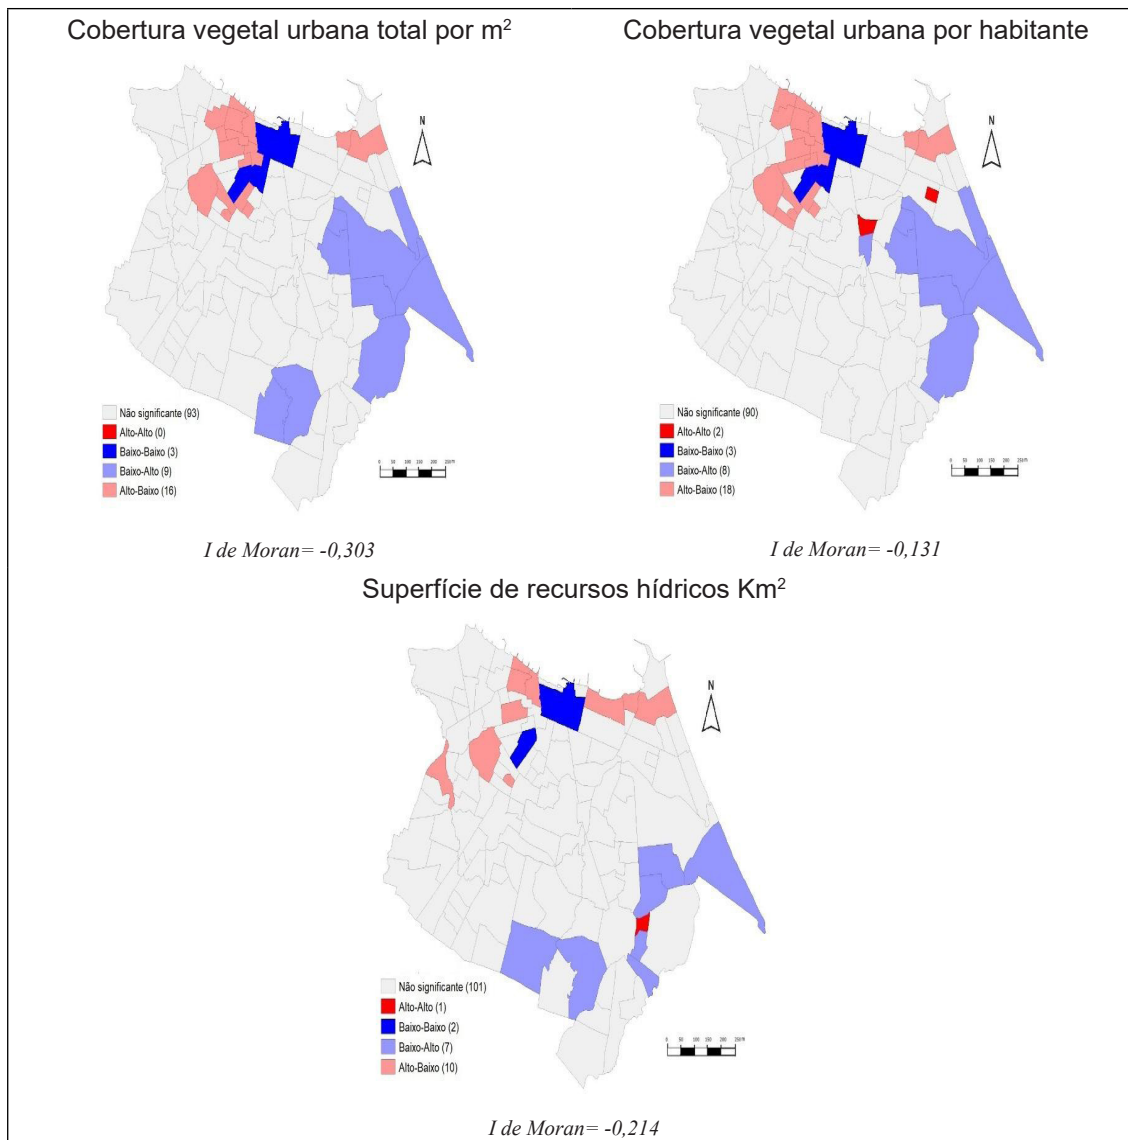 Cobertura vegetal urbana total por m²
Cobertura vegetal urbana por habitante
N
Não significante (93)
Alto-Alto (0)
Baixo-Baixo (3)
Baixo-Alto (9)
Alto-Baixo (16)
I de Moran= -0,303
N
Não significante (90)
Alto-Alto (2)
Baixo-Baixo (3)
Baixo-Alto (8)
Alto-Baixo (18)
I de Moran= -0,131
Superfície de recursos hídricos Km²
N
Não significante (101)
Alto-Alto (1)
Baixo-Baixo (2)
Baixo-Alto (7)
Alto-Baixo (10)
I de Moran= -0,214